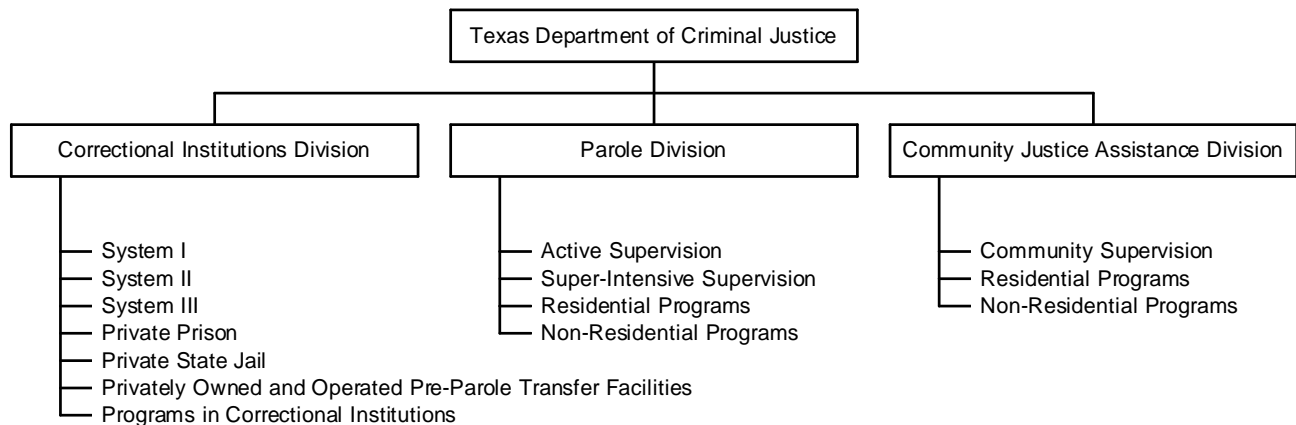 Texas Department of Criminal Justice
Correctional Institutions Division
Parole Division
Community Justice Assistance Division
System I
System II
System III
Private Prison
Private State Jail
Privately Owned and Operated Pre-Parole Transfer Facilities
Programs in Correctional Institutions
Active Supervision
Super-Intensive Supervision
Residential Programs
Non-Residential Programs
Community Supervision
Residential Programs
Non-Residential Programs